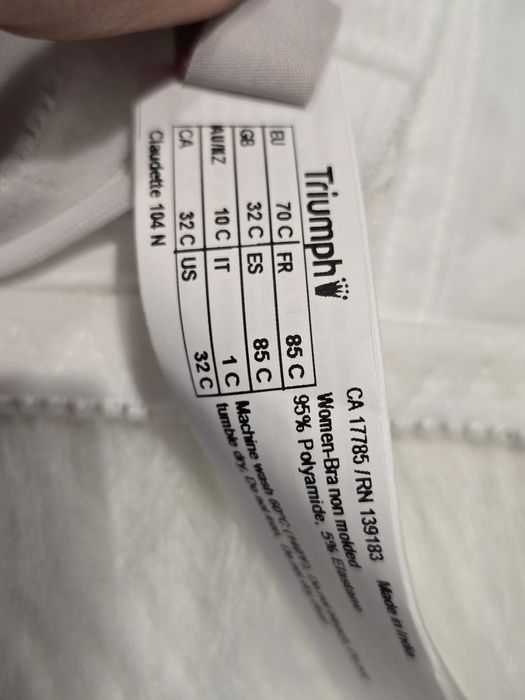 Triumph
EU 70 C FR 85 C
GB 32 C ES 85 C
AU/NZ 10 C IT 1 C
CA 32 C US 32 C
Claudette 104 N
CA 17785 / RN 139183 Made in India
Women-Bra non molded
95% Polyamide, 5% Elastane
Machine wash 60°C (140°F),
tumble dry,